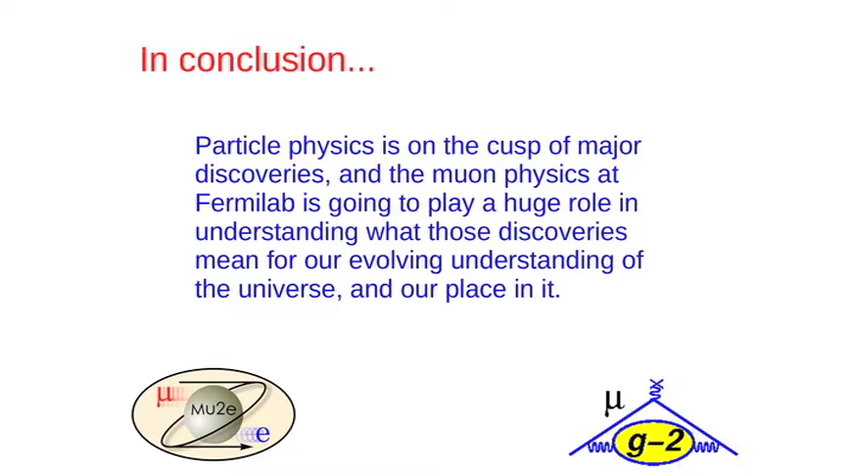 In conclusion...
Particle physics is on the cusp of major
discoveries, and the muon physics at
Fermilab is going to play a huge role in
understanding what those discoveries
mean for our evolving understanding of
the universe, and our place in it.
μ
Mu2e
e
μ
g-2